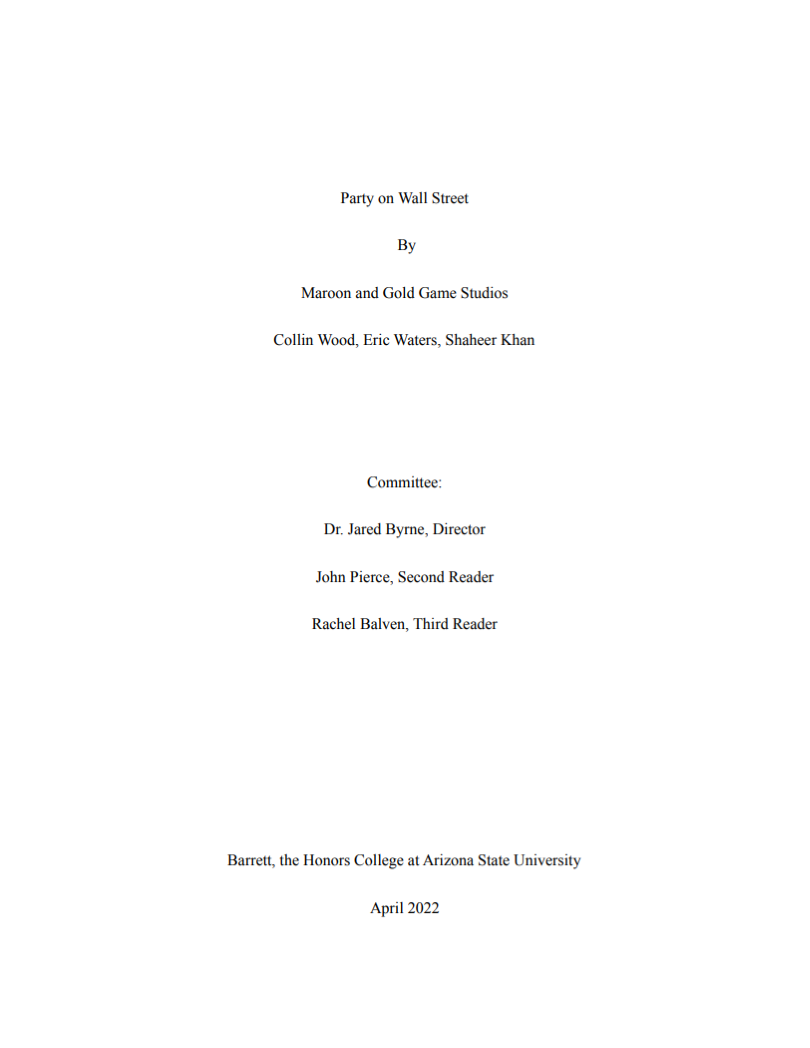 Party on Wall Street
By
Maroon and Gold Game Studios
Collin Wood, Eric Waters, Shaheer Khan
Committee:
Dr. Jared Byrne, Director
John Pierce, Second Reader
Rachel Balven, Third Reader
Barrett, the Honors College at Arizona State University
April 2022